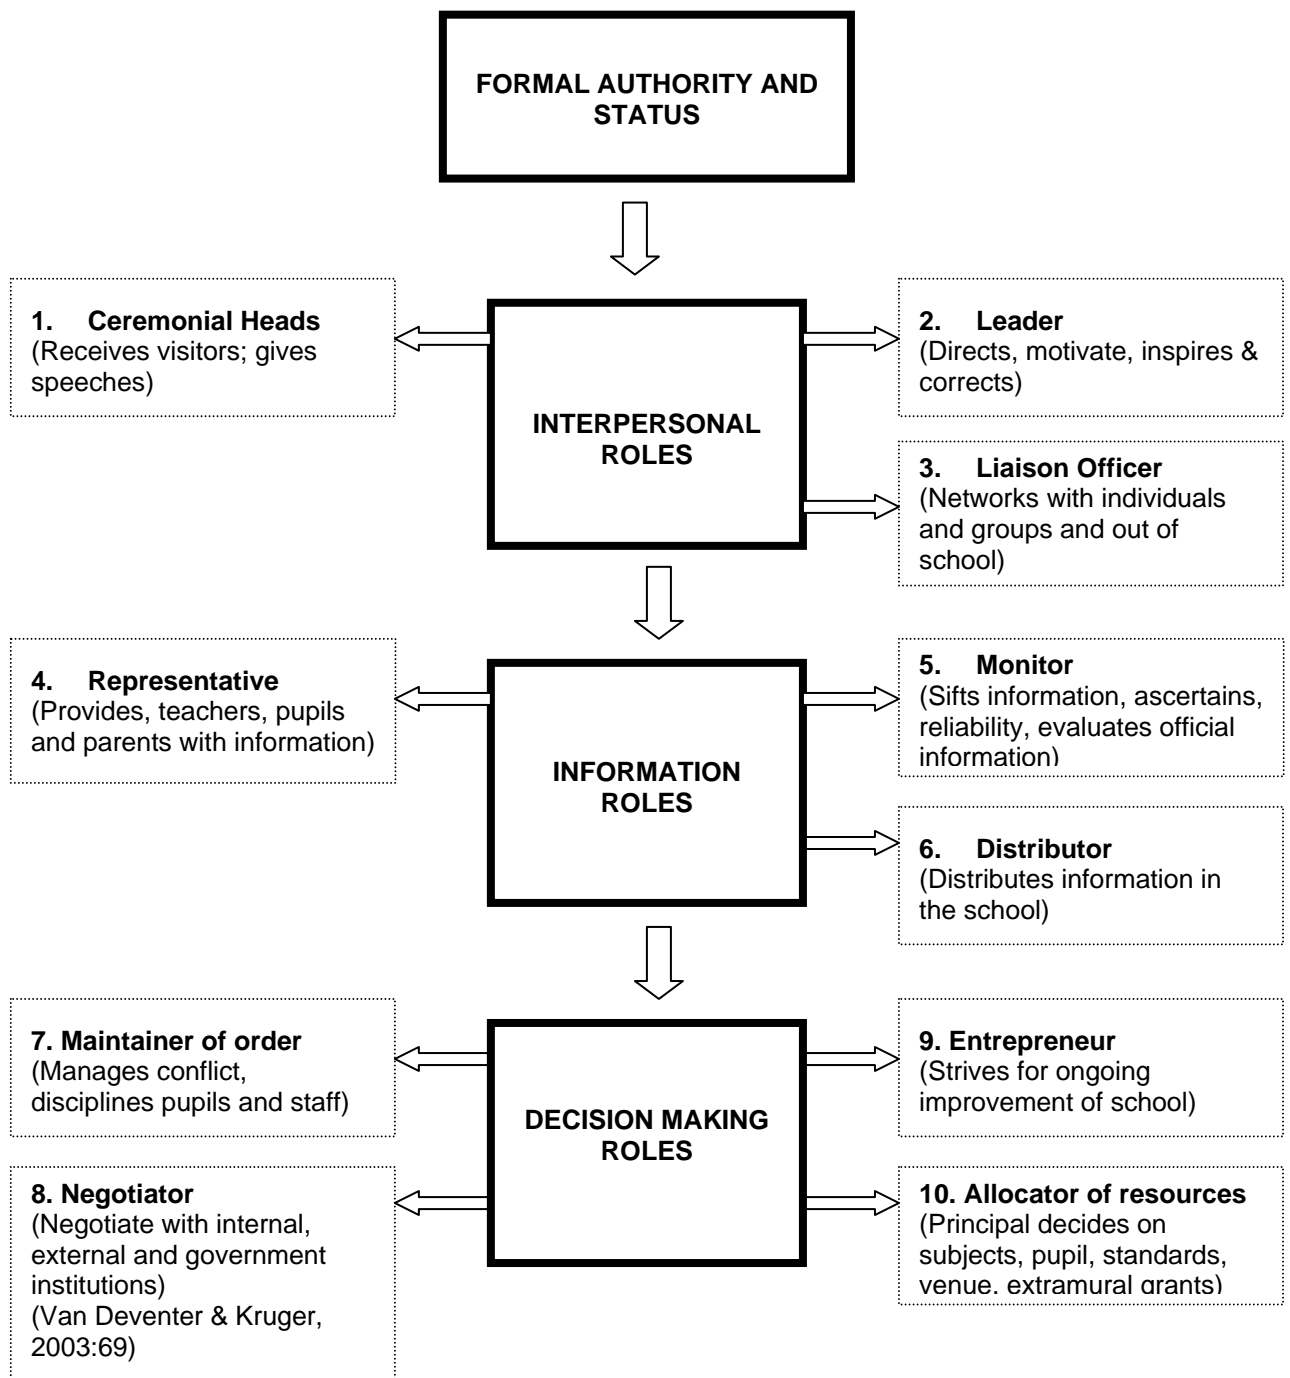 FORMAL AUTHORITY AND
STATUS
1. Ceremonial Heads
(Receives visitors; gives
speeches)
INTERPERSONAL
ROLES
2. Leader
(Directs, motivate, inspires &
corrects)
3. Liaison Officer
(Networks with individuals
and groups and out of
school)
4. Representative
(Provides, teachers, pupils
and parents with information)
INFORMATION
ROLES
5. Monitor
(Sifts information, ascertains,
reliability, evaluates official
information)
6. Distributor
(Distributes information in
the school)
7. Maintainer of order
(Manages conflict,
disciplines pupils and staff)
8. Negotiator
(Negotiate with internal,
external and government
institutions)
(Van Deventer & Kruger,
2003:69)
DECISION MAKING
ROLES
9. Entrepreneur
(Strives for ongoing
improvement of school)
10. Allocator of resources
(Principal decides on
subjects, pupil, standards,
venue, extramural grants)